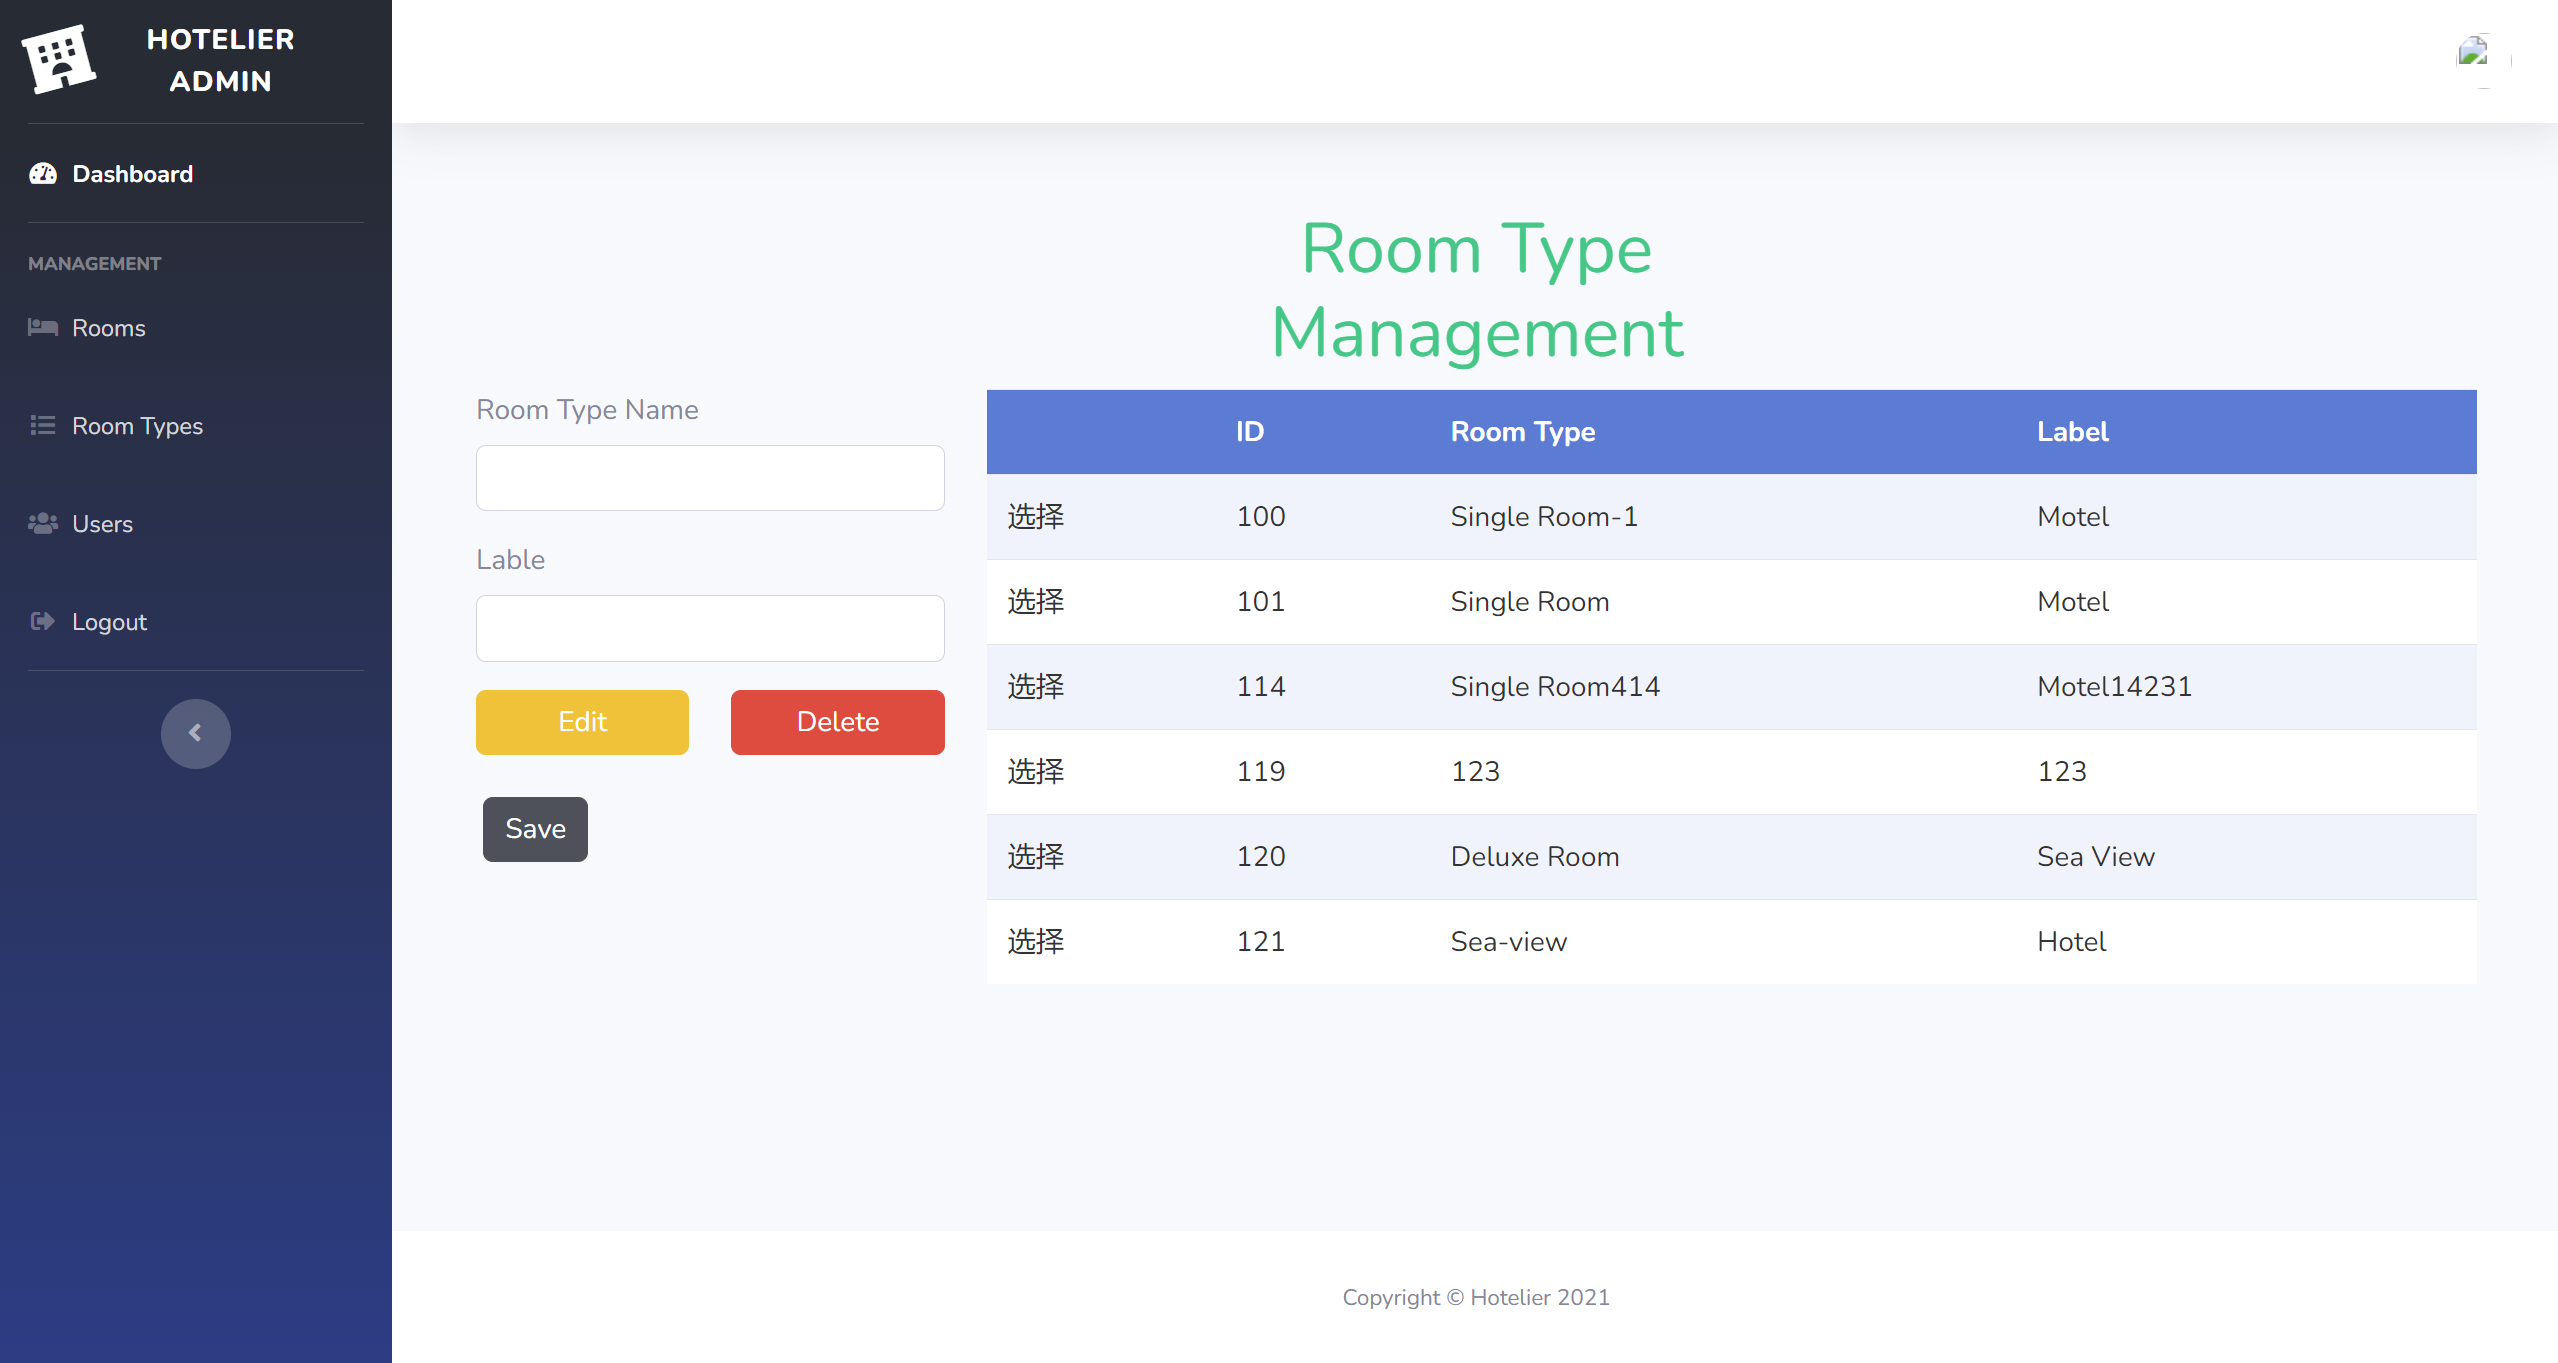 HOTELIER
ADMIN
Dashboard
MANAGEMENT
Rooms
Room Types
Users
Logout
Room Type
Management
Room Type Name
Lable
Edit Delete
Save
ID Room Type Label
选择 100 Single Room-1 Motel
选择 101 Single Room Motel
选择 114 Single Room414 Motel14231
选择 119 123 123
选择 120 Deluxe Room Sea View
选择 121 Sea-view Hotel
Copyright © Hotelier 2021